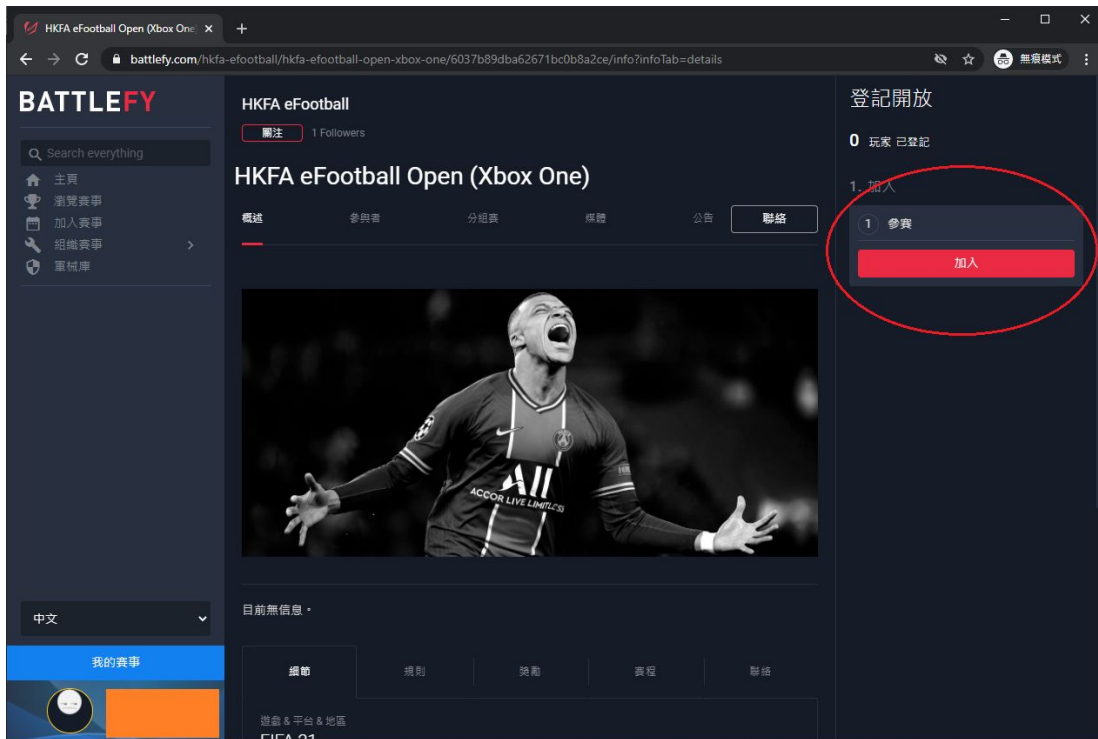 HKFA eFootball Open (Xbox One)
battlefy.com/hkfa-efootball/hkfa-efootball-open-xbox-one/6037b89dba62671bc0b8a2ce/info?infoTab=details
無痕模式
BATTLEFY
Search everything
主頁
瀏覽賽事
加入賽事
組織賽事
軍械庫
中文
我的賽事
HKFA eFootball
關注 1 Followers
HKFA eFootball Open (Xbox One)
概述 參與者 分組賽 媒體 公告 聯絡
ALL
ACCOR LIVE LIMITLESS
目前無信息。
細節 規則 獎勵 賽程 聯絡
遊戲 & 平台 & 地區
FIFA 21
登記開放
0 玩家 已登記
1. 加入
1 參賽
加入